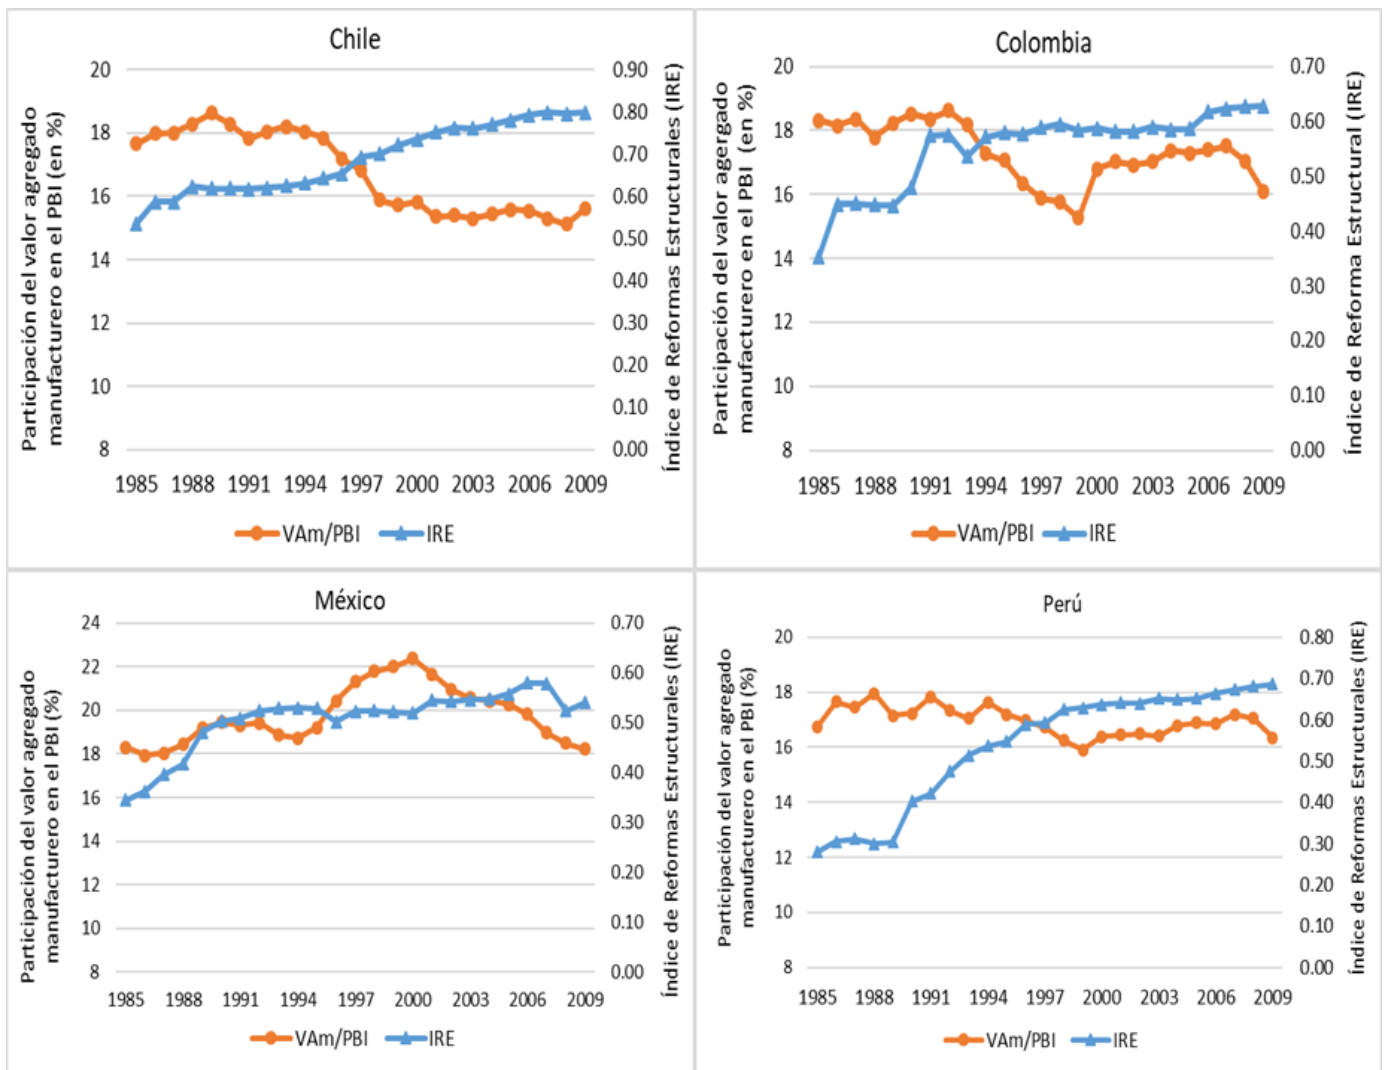 Chile
Participación del valor agregado
manufacturero en el PBI (en %)
20
18
16
14
12
10
8
0.90
0.80
0.70
0.60
0.50
0.40
0.30
0.20
0.10
0.00
Índice de Reformas Estructurales (IRE)
1985 1988 1991 1994 1997 2000 2003 2006 2009
VAm/PBI IRE
Colombia
Participación del valor agergado
manufacturero en el PBI (en %)
20
18
16
14
12
10
8
0.70
0.60
0.50
0.40
0.30
0.20
0.10
0.00
Índice de Reforma Estructural (IRE)
1985 1988 1991 1994 1997 2000 2003 2006 2009
VAm/PBI IRE
México
Participación del valor agregado
manufacturero en el PBI (%)
24
22
20
18
16
14
12
10
8
0.70
0.60
0.50
0.40
0.30
0.20
0.10
0.00
Índice de Reformas Estructurales (IRE)
1985 1988 1991 1994 1997 2000 2003 2006 2009
VAm/PBI IRE
Perú
Participación del valor agregado
manufacturero en el PBI (%)
20
18
16
14
12
10
8
0.80
0.70
0.60
0.50
0.40
0.30
0.20
0.10
0.00
Índice de Reformas Estructurales (IRE)
1985 1988 1991 1994 1997 2000 2003 2006 2009
VAm/PBI IRE